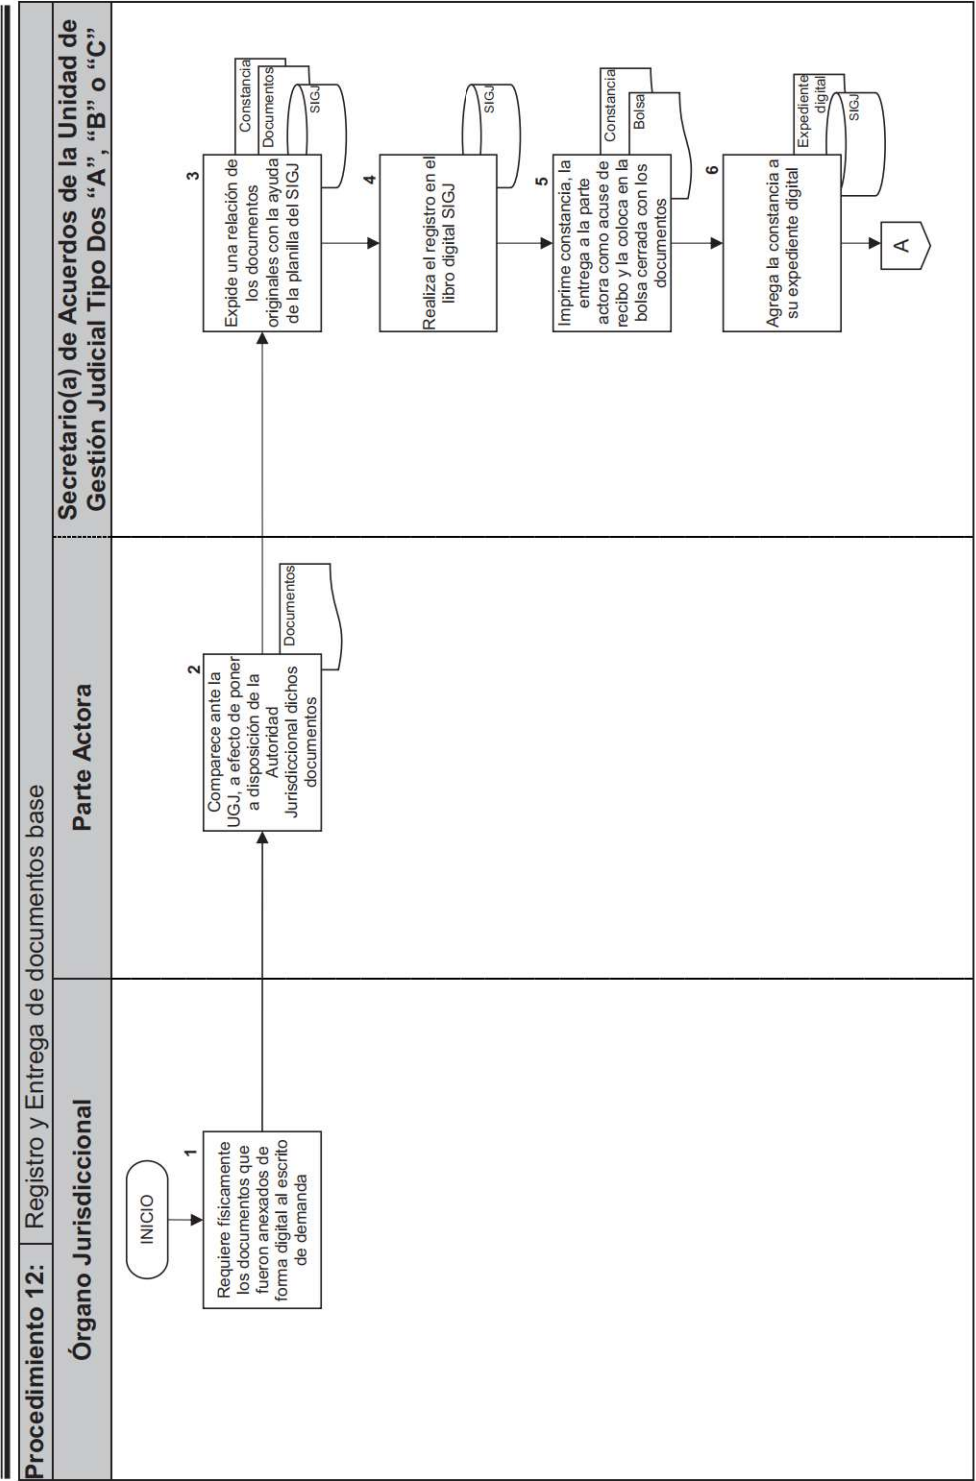 Procedimiento 12: Registro y Entrega de documentos base
Órgano Jurisdiccional
Parte Actora
Secretario(a) de Acuerdos de la Unidad de
Gestión Judicial Tipo Dos “A”, “B” o “C”
INICIO
1
Requiere físicamente
los documentos que
fueron anexados de
forma digital al escrito
de demanda
2
Comparece ante la
UGJ, a efecto de poner
a disposición de la
Autoridad
Jurisdiccional dichos
documentos
Documentos
3
Expide una relación de
los documentos
originales con la ayuda
de la planilla del SIGJ
Constancia
Documentos
SIGJ
4
Realiza el registro en el
libro digital SIGJ
SIGJ
5
Imprime constancia, la
entrega a la parte
actora como acuse de
recibo y la coloca en la
bolsa cerrada con los
documentos
Constancia
Bolsa
6
Agrega la constancia a
su expediente digital
Expediente
digital
SIGJ
A